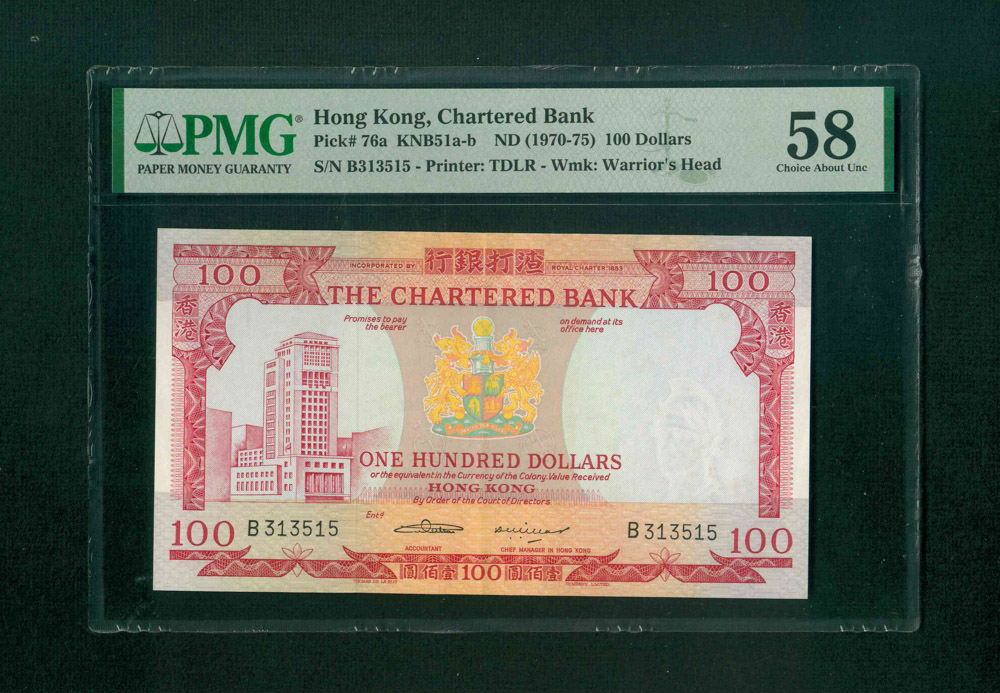 PMG®
PAPER MONEY GUARANTY
Hong Kong, Chartered Bank
Pick# 76a KNB51a-b ND (1970-75) 100 Dollars
S/N B313515 - Printer: TDLR - Wmk: Warrior's Head
58
Choice About Unc
100
INCORPORATED BY
行銀打渣
ROYAL CHARTER 1853
100
THE CHARTERED BANK
香港
香港
Promises to pay
the bearer
on demand at its
office here
ONE HUNDRED DOLLARS
or the equivalent in the Currency of the Colony. Value Received
HONG KONG
By Order of the Court of Directors
Entd
100 B 313515
B 313515 100
ACCOUNTANT
CHIEF MANAGER IN HONG KONG
圓佰壹 100 圓佰壹